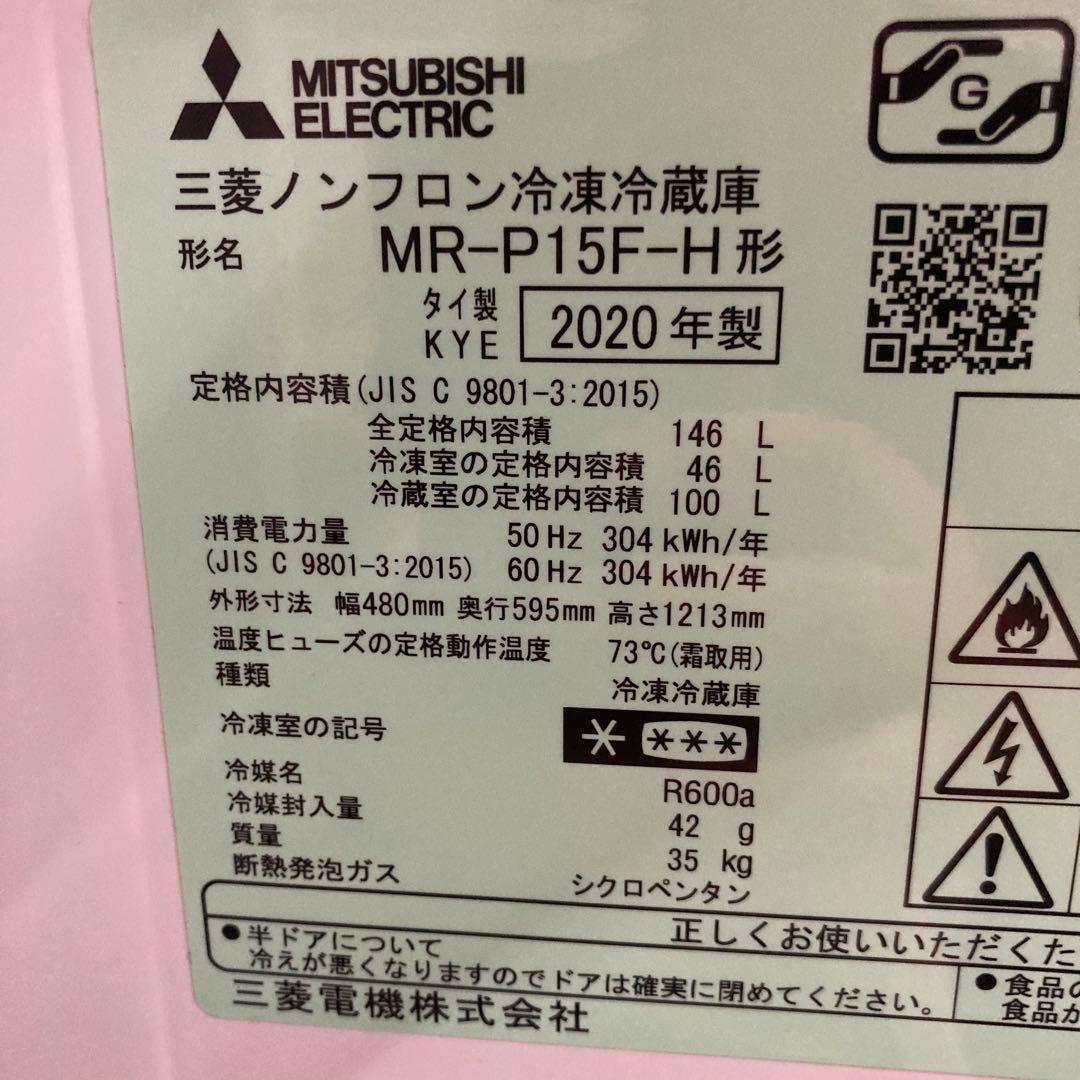 MITSUBISHI
ELECTRIC
G
三菱ノンフロン冷凍冷蔵庫
形名 MR-P15F-H形
タイ製
KYE 2020年製
定格内容積(JIS C 9801-3:2015)
全定格内容積 146 L
冷凍室の定格内容積 46 L
冷蔵室の定格内容積 100 L
消費電力量 50Hz 304kWh/年
(JIS C 9801-3:2015) 60Hz 304kWh/年
外形寸法 幅480mm 奥行595mm 高さ1213mm
温度ヒューズの定格動作温度 73℃(霜取用)
種類 冷凍冷蔵庫
冷凍室の記号 * ***
冷媒名 R600a
冷媒封入量 42 g
質量 35 kg
断熱発泡ガス シクロペンタン
正しくお使いいただくた
●半ドアについて
冷えが悪くなりますのでドアは確実に閉めてください。
●食品の
食品が
三菱電機株式会社